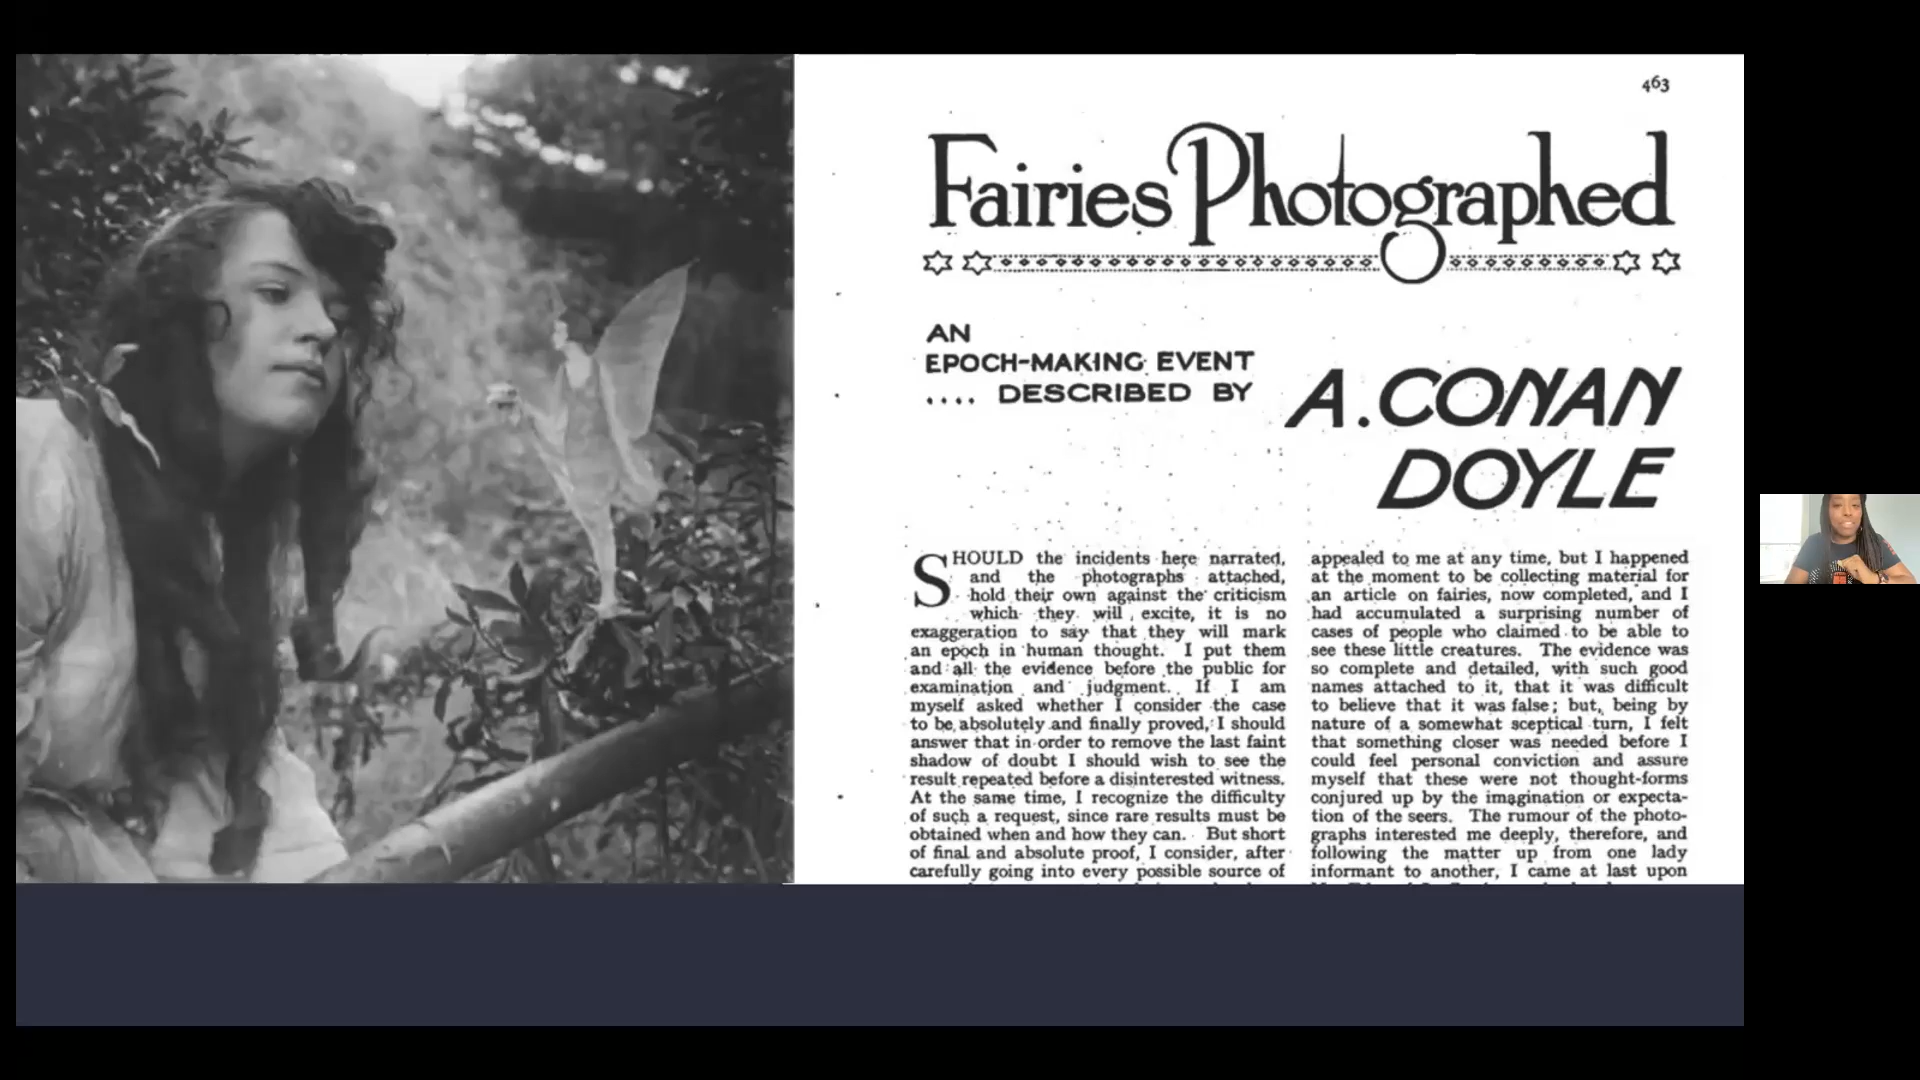 463
Fairies Photographed
AN
EPOCH-MAKING EVENT
.... DESCRIBED BY
A. CONAN
DOYLE
SHOULD the incidents here narrated,
and the photographs attached,
hold their own against the criticism
which they will excite, it is no
exaggeration to say that they will mark
an epoch in human thought. I put them
and all the evidence before the public for
examination and judgment. If I am
myself asked whether I consider the case
to be absolutely and finally proved, I should
answer that in order to remove the last faint
shadow of doubt I should wish to see the
result repeated before a disinterested witness.
At the same time, I recognize the difficulty
of such a request, since rare results must be
obtained when and how they can. But short
of final and absolute proof, I consider, after
carefully going into every possible source of
appealed to me at any time, but I happened
at the moment to be collecting material for
an article on fairies, now completed, and I
had accumulated a surprising number of
cases of people who claimed to be able to
see these little creatures. The evidence was
so complete and detailed, with such good
names attached to it, that it was difficult
to believe that it was false; but, being by
nature of a somewhat sceptical turn, I felt
that something closer was needed before I
could feel personal conviction and assure
myself that these were not thought-forms
conjured up by the imagination or expecta-
tion of the seers. The rumour of the photo-
graphs interested me deeply, therefore, and
following the matter up from one lady
informant to another, I came at last upon